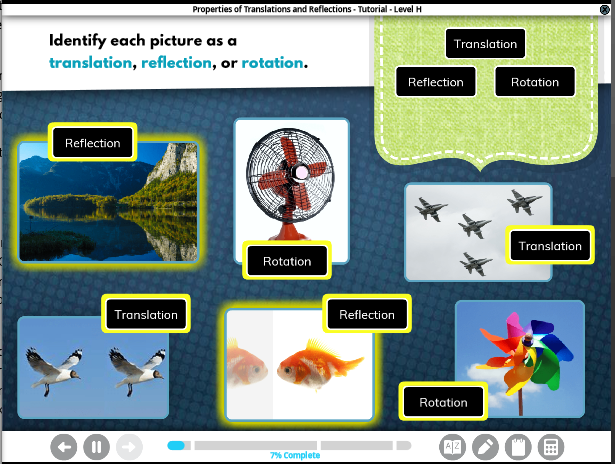 Properties of Translations and Reflections - Tutorial - Level H
Identify each picture as a
translation, reflection, or rotation.
Translation
Reflection
Rotation
Reflection
Rotation
Translation
Translation
Reflection
Rotation
7% Complete
A Z